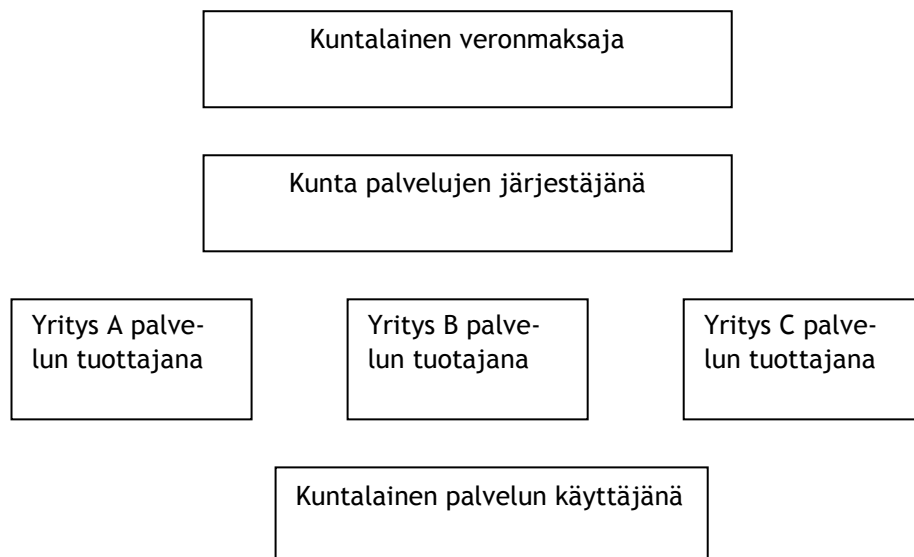 Kuntalainen veronmaksaja
Kunta palvelujen järjestäjänä
Yritys A palve-
lun tuottajana
Yritys B palve-
lun tuotajana
Yritys C palve-
lun tuottajana
Kuntalainen palvelun käyttäjänä